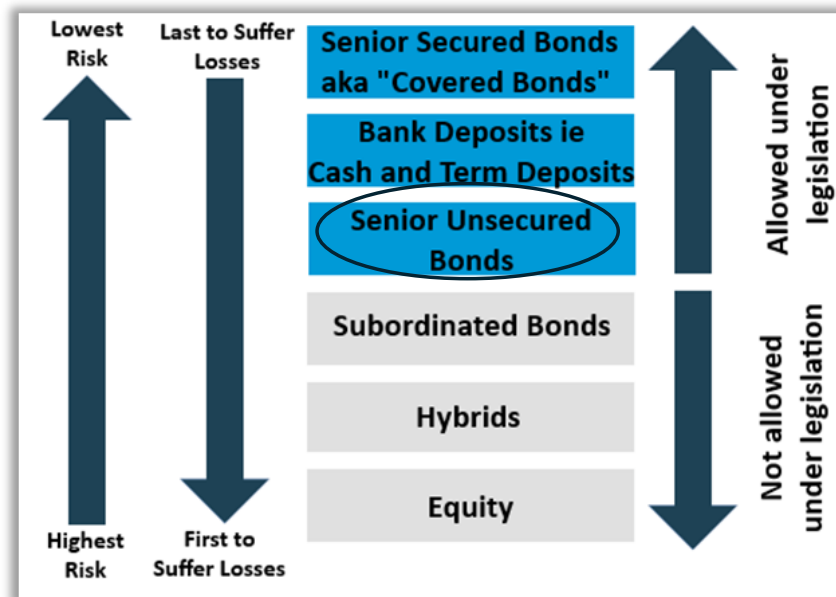 Lowest
Risk
Last to Suffer
Losses
Senior Secured Bonds
aka "Covered Bonds"
Bank Deposits ie
Cash and Term Deposits
Senior Unsecured
Bonds
Subordinated Bonds
Hybrids
Equity
Highest
Risk
First to
Suffer Losses
Allowed under
legislation
Not allowed
under legislation